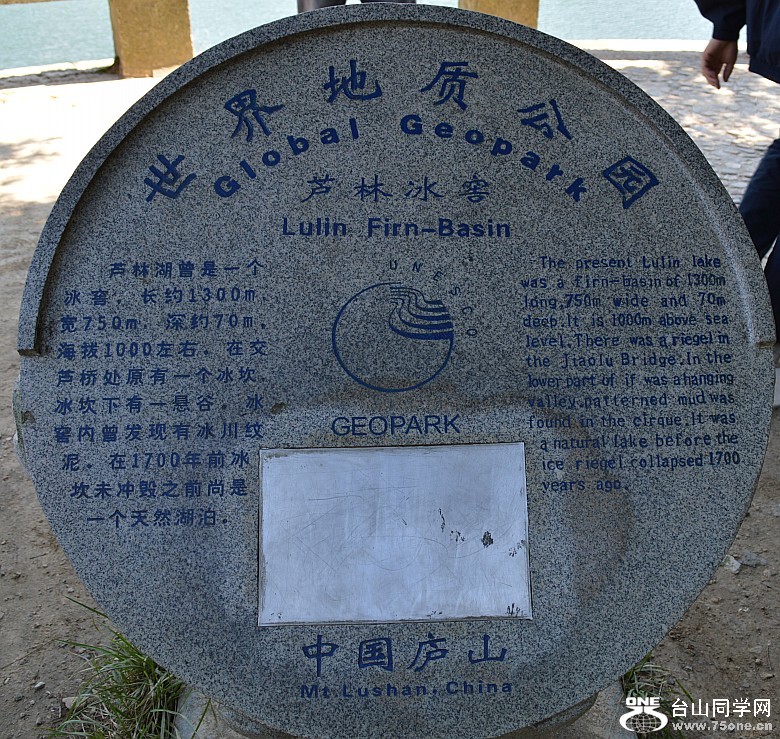 世界地质公园
Global Geopark
芦林冰窖
Lulin Firn-Basin
芦林湖曾是一个
冰窖，长约1300m，
宽750m，深约70m，
海拔1000左右。在交
芦桥处原有一个冰坎，
冰坎下有一悬谷。冰
窖内曾发现有冰川纹
泥。在1700年前冰
坎未冲毁之前尚是
一个天然湖泊。
UNESCO
GEOPARK
The present Lulin lake
was a firn-basin of 1300m
long,750m wide and 70m
deeb.It is 1000m above sea
level.There was a riegel in
the Jiaolu Bridge.In the
lower part of if was a hanging
valley.patterned mud was
found in the cirque.It was
a natural lake before the
ice riegel collapsed 1700
years ago.
中国庐山
Mt.Lushan,China
ONE
台山同学网
www.75one.cn